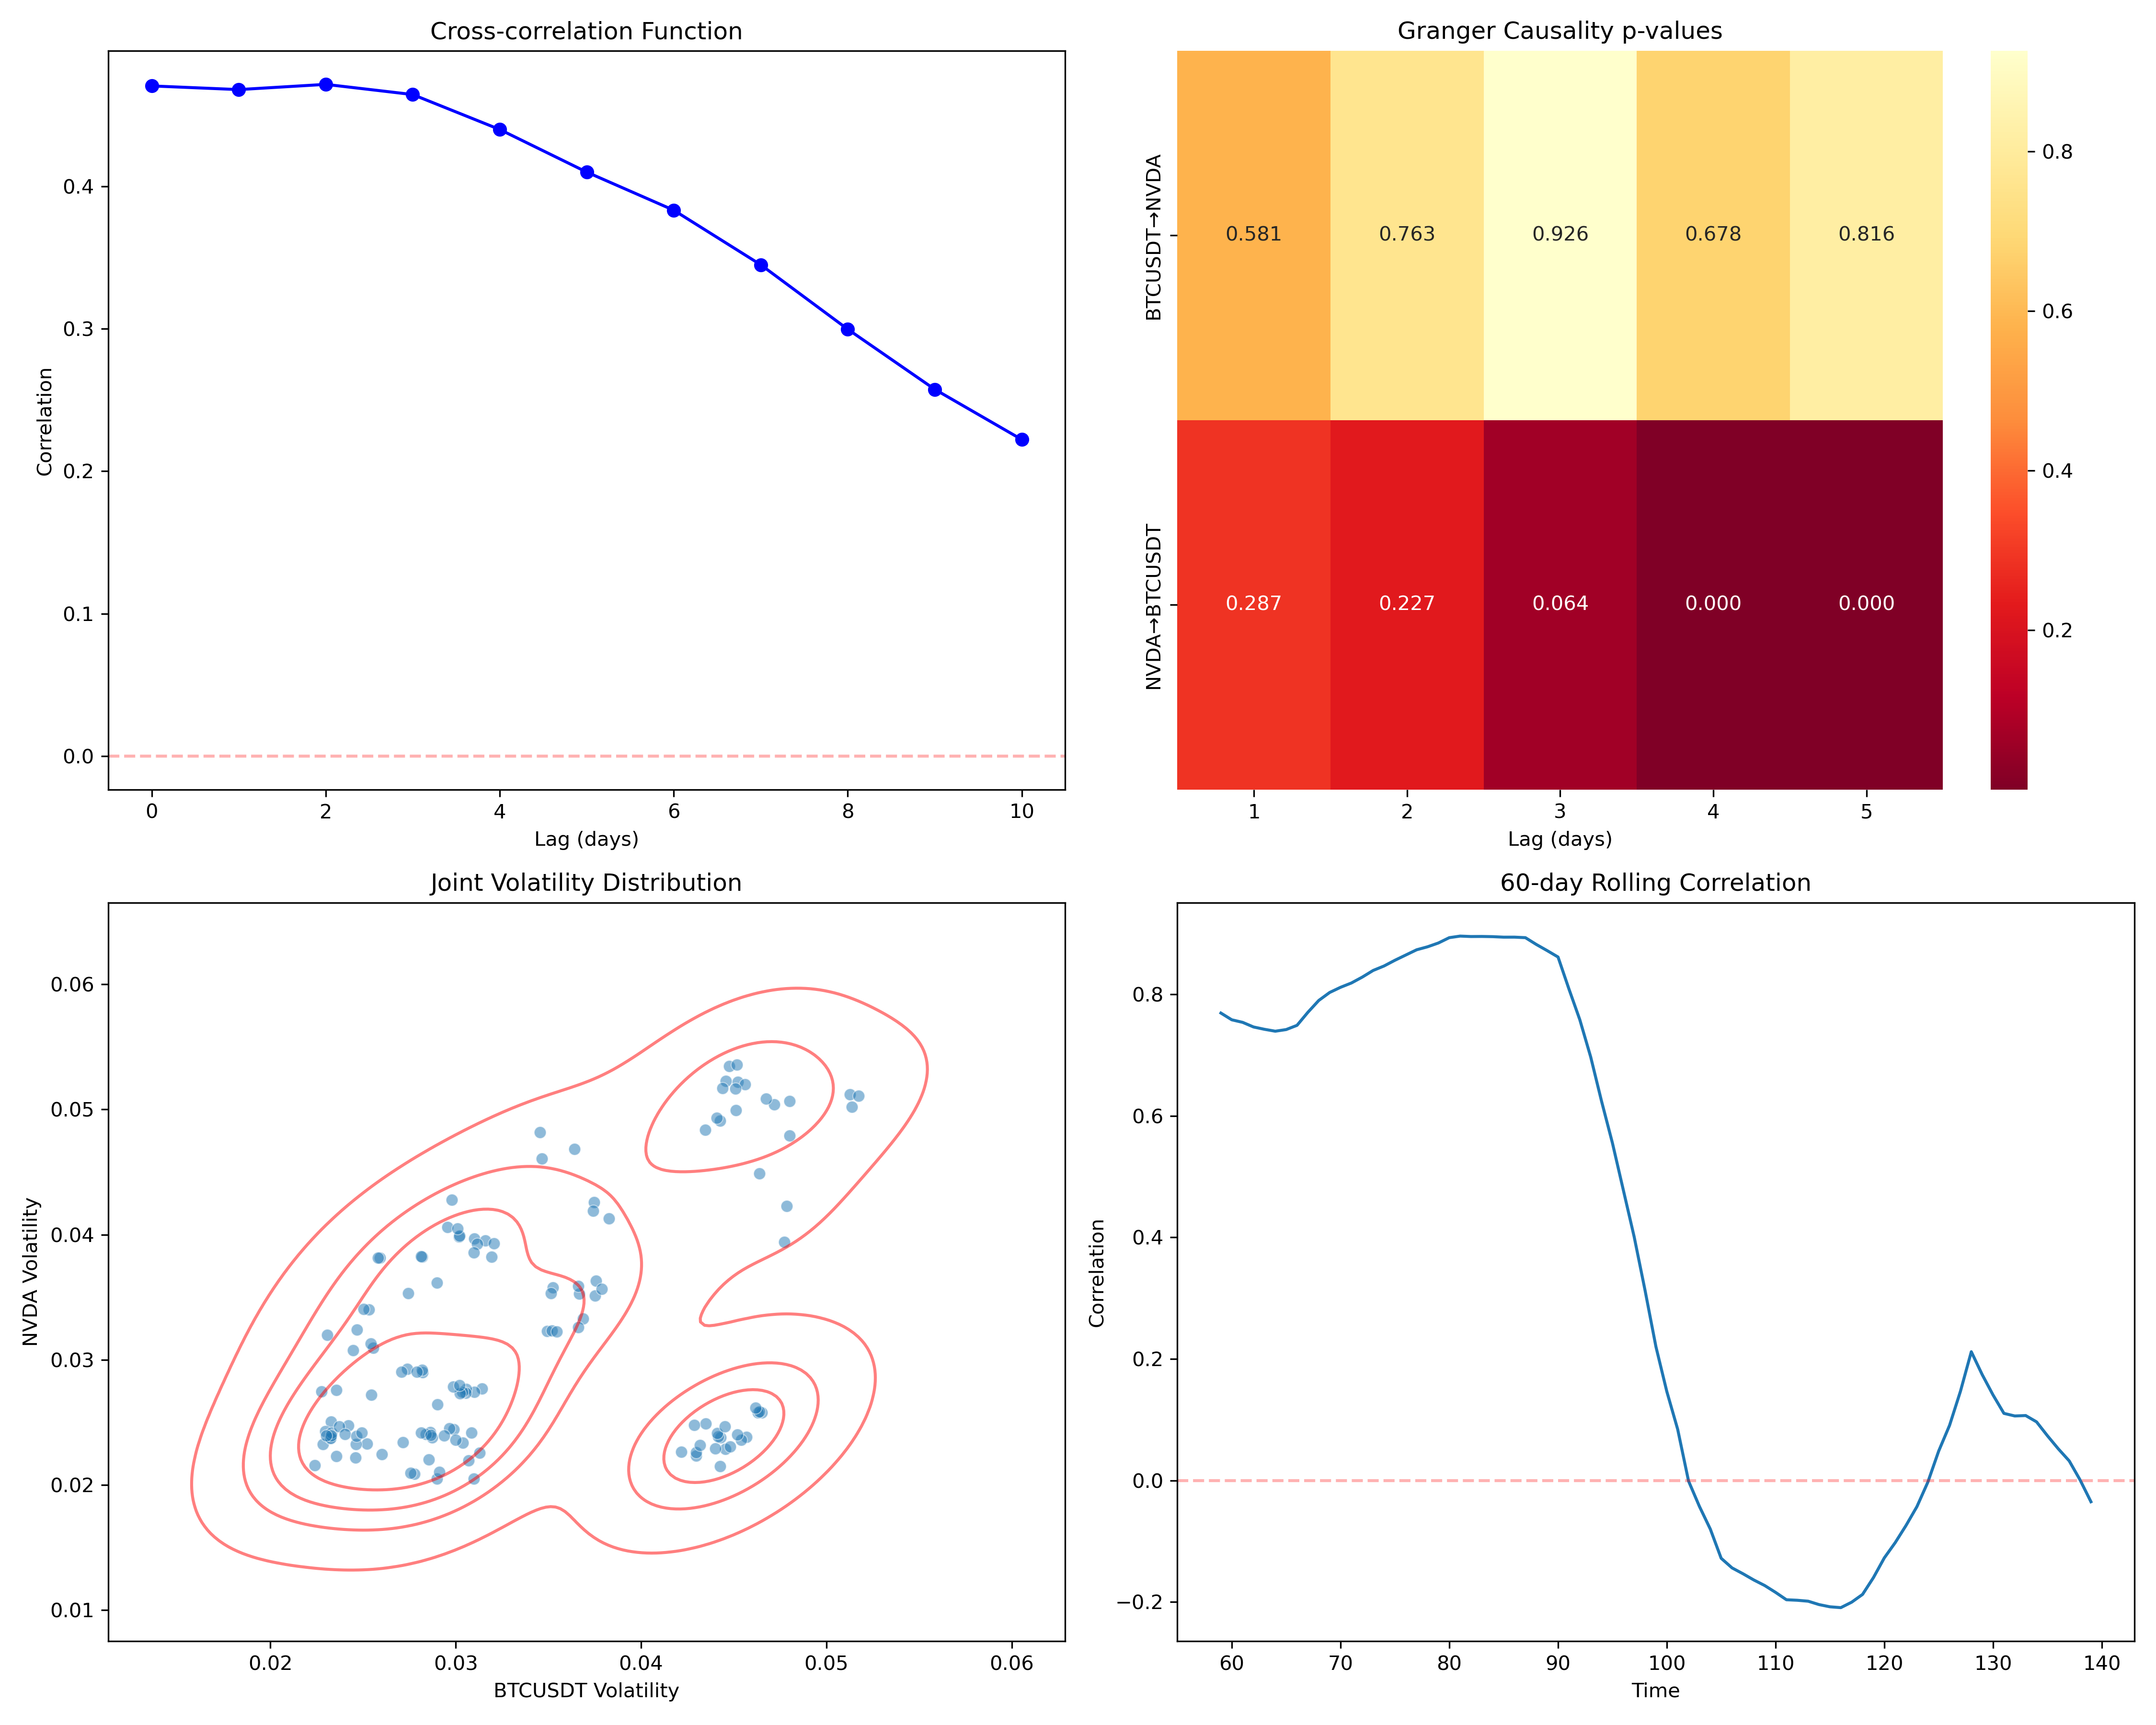 Cross-correlation Function
Correlation
0.4
0.3
0.2
0.1
0.0
0
2
4
6
8
10
Lag (days)
Granger Causality p-values
BTCUSDT→NVDA
NVDA→BTCUSDT
0.581 0.763 0.926 0.678 0.816
0.287 0.227 0.064 0.000 0.000
1 2 3 4 5
Lag (days)
0.8
0.6
0.4
0.2
Joint Volatility Distribution
NVDA Volatility
0.06
0.05
0.04
0.03
0.02
0.01
0.02 0.03 0.04 0.05 0.06
BTCUSDT Volatility
60-day Rolling Correlation
Correlation
0.8
0.6
0.4
0.2
0.0
−0.2
60 70 80 90 100 110 120 130 140
Time